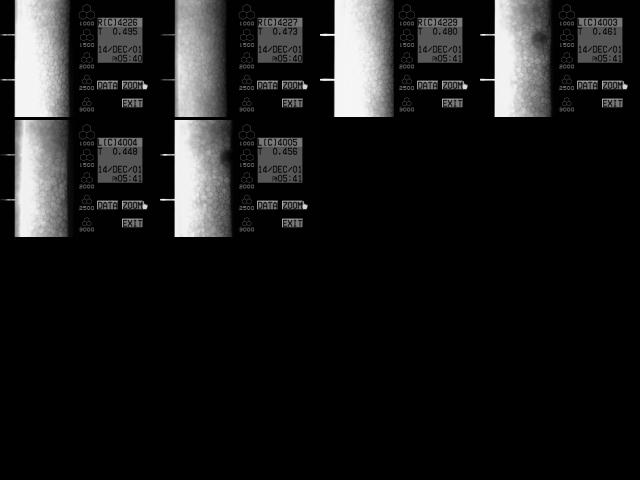 1000 R(C)4226
T 0.495
1500
14/DEC/01
2000 PM05:40
2500 DATA ZOOM
EXIT
3000
1000 R(C)4227
T 0.473
1500
14/DEC/01
2000 PM05:40
2500 DATA ZOOM
EXIT
3000
1000 R(C)4229
T 0.480
1500
14/DEC/01
2000 PM05:41
2500 DATA ZOOM
EXIT
3000
1000 L(C)4003
T 0.461
1500
14/DEC/01
2000 PM05:41
2500 DATA ZOOM
EXIT
3000
1000 L(C)4004
T 0.448
1500
14/DEC/01
2000 PM05:41
2500 DATA ZOOM
EXIT
3000
1000 L(C)4005
T 0.456
1500
14/DEC/01
2000 PM05:41
2500 DATA ZOOM
EXIT
3000